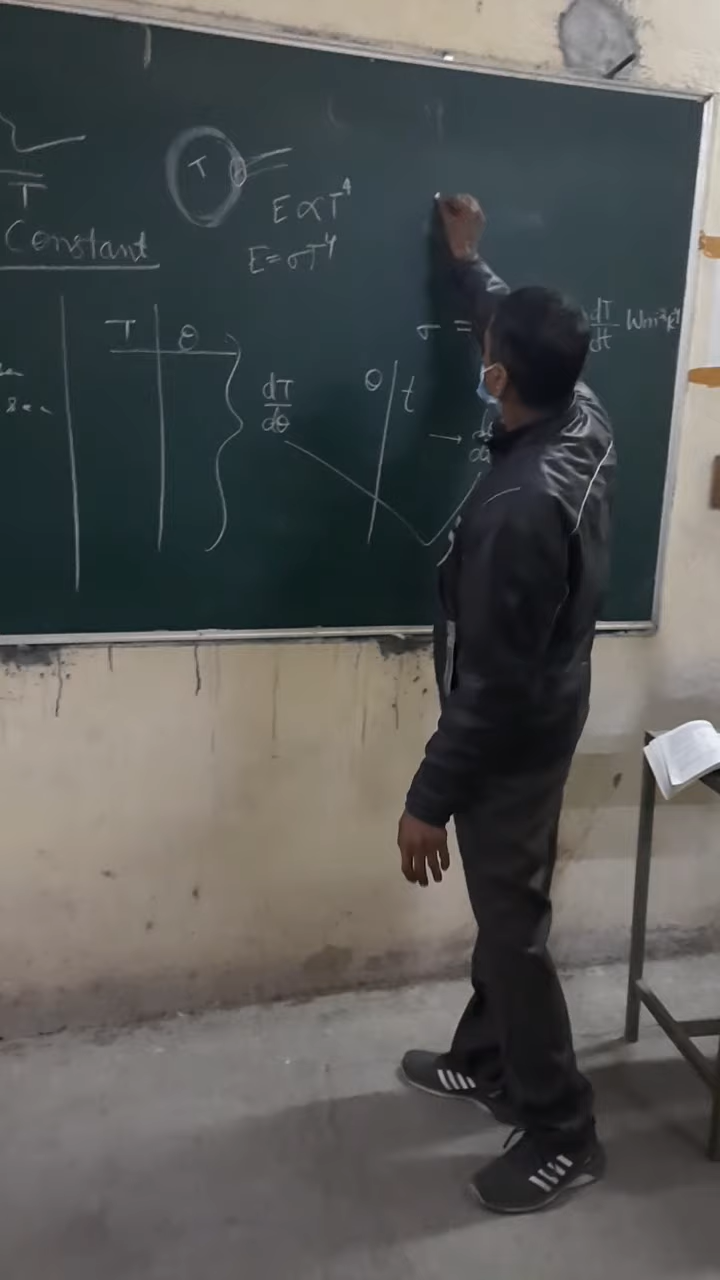 T
T
Constant
E ∝ T⁴
E = σT⁴
T | θ
dT/dθ
θ | t
→
σ =
dT/dt Wm⁻²K⁻⁴